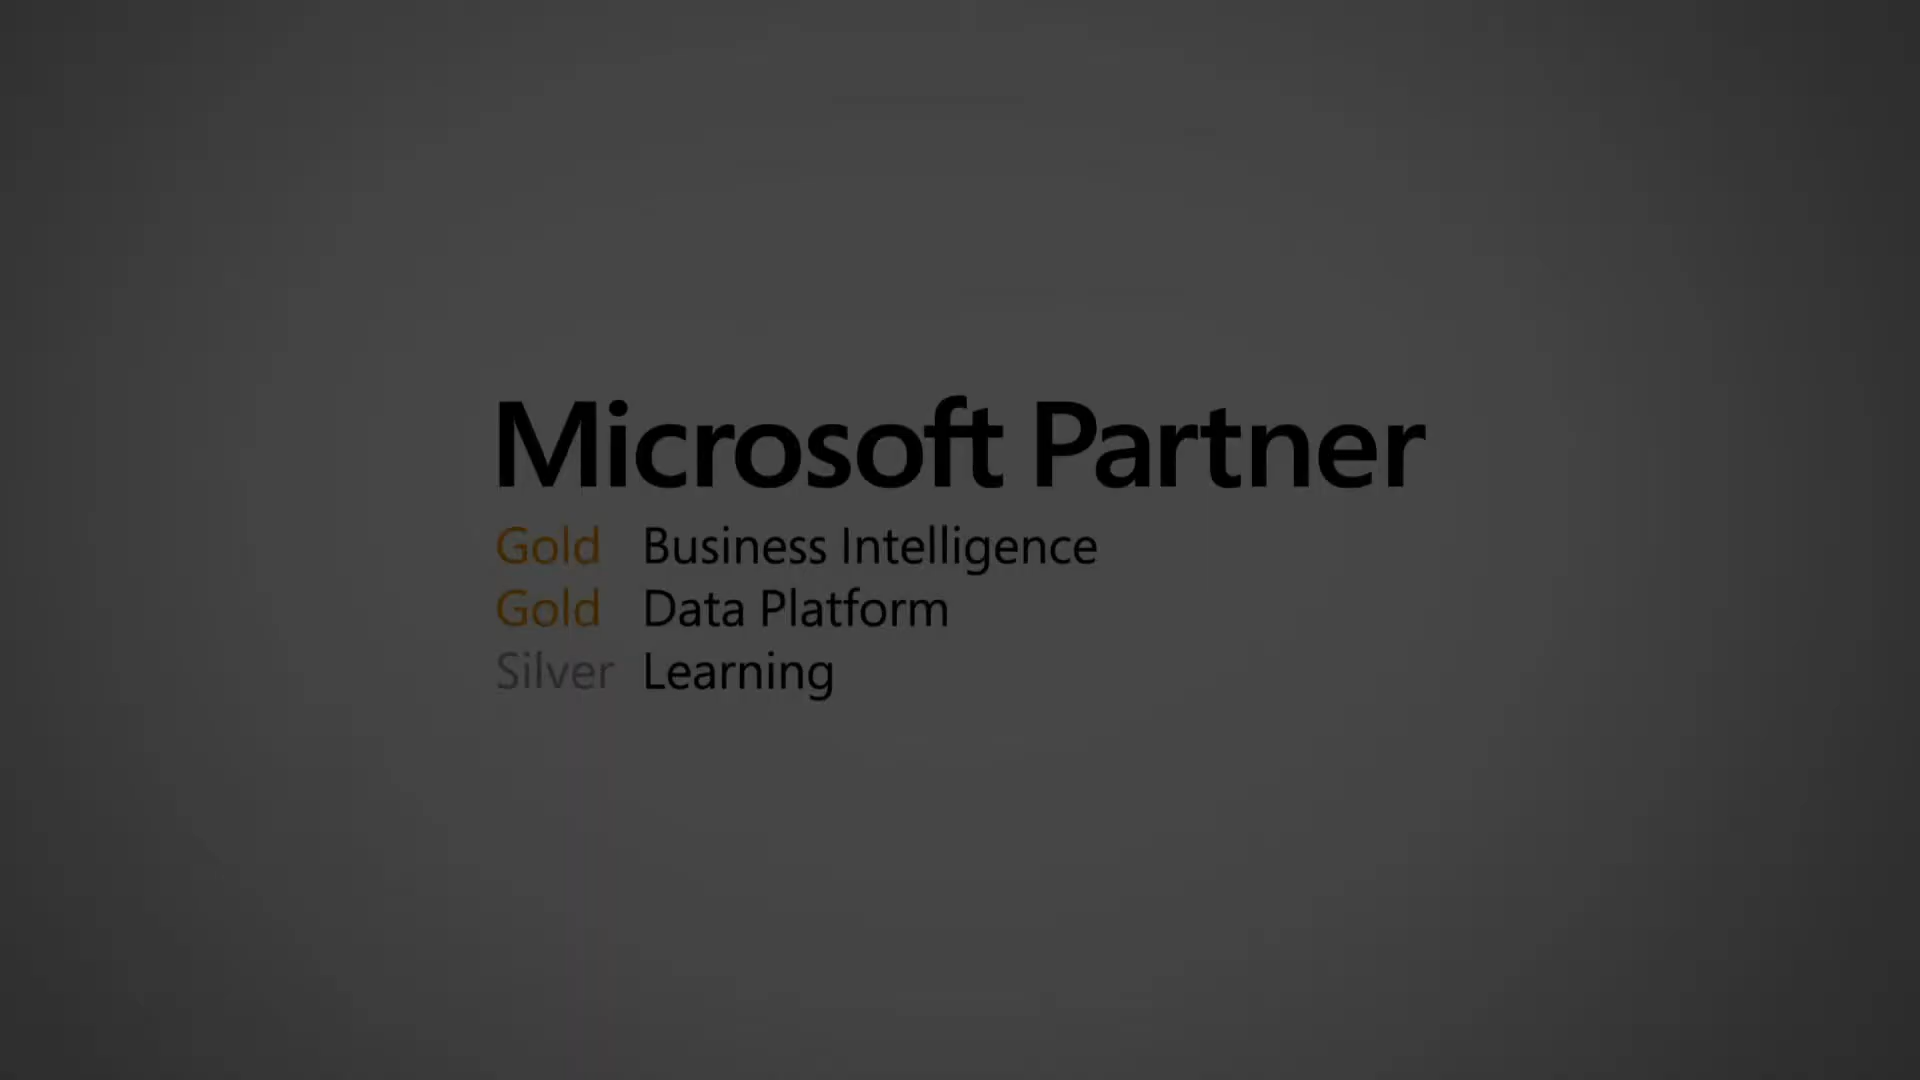 Microsoft Partner
Gold Business Intelligence
Gold Data Platform
Silver Learning